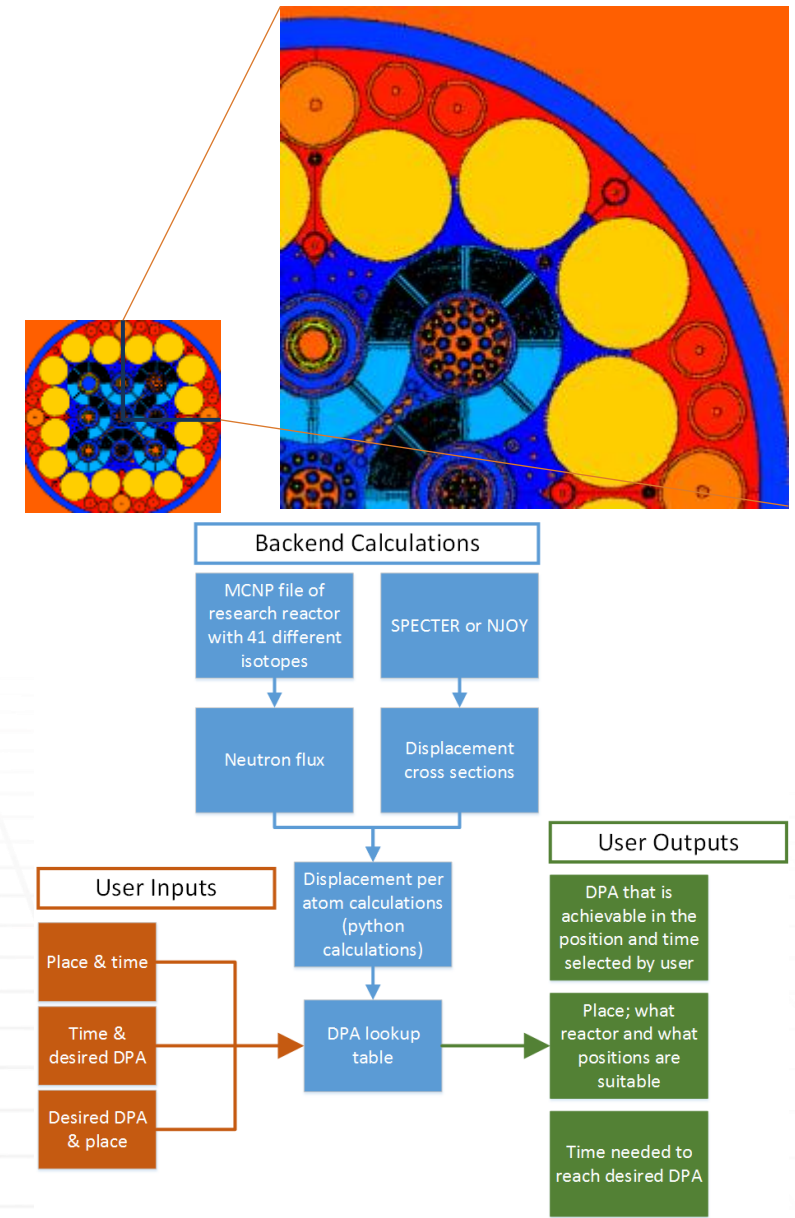 Backend Calculations
MCNP file of
research reactor
with 41 different
isotopes
SPECTER or NJOY
Neutron flux
Displacement
cross sections
User Outputs
User Inputs
Displacement per
atom calculations
(python
calculations)
DPA that is
achievable in the
position and time
selected by user
Place & time
Time &
desired DPA
DPA lookup
table
Place; what
reactor and what
positions are
suitable
Desired DPA
& place
Time needed to
reach desired DPA